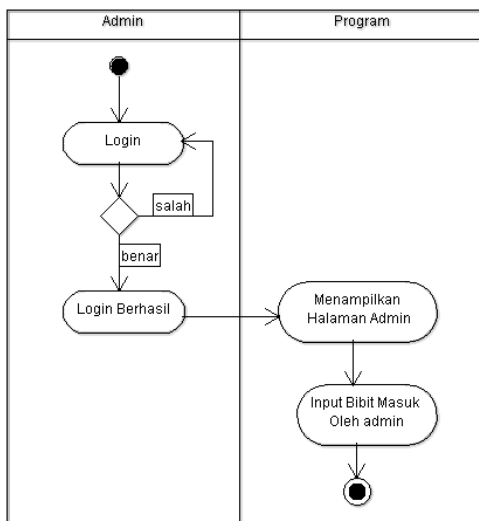 Admin
Program
Login
salah
benar
Login Berhasil
Menampilkan
Halaman Admin
Input Bibit Masuk
Oleh admin